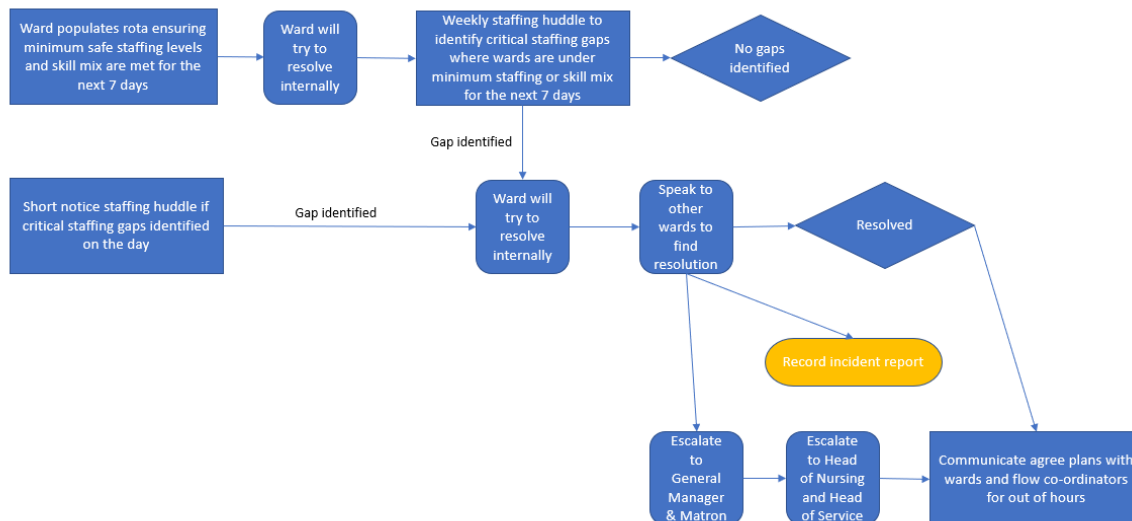 Ward populates rota ensuring
minimum safe staffing levels
and skill mix are met for the
next 7 days
Ward will
try to
resolve
internally
Weekly staffing huddle to
identify critical staffing gaps
where wards are under
minimum staffing or skill mix
for the next 7 days
No gaps
identified
Gap identified
Short notice staffing huddle if
critical staffing gaps identified
on the day
Gap identified
Ward will
try to
resolve
internally
Speak to
other
wards to
find
resolution
Resolved
Record incident report
Escalate
to
General
Manager
& Matron
Escalate
to Head
of Nursing
and Head
of Service
Communicate agree plans with
wards and flow co-ordinators
for out of hours